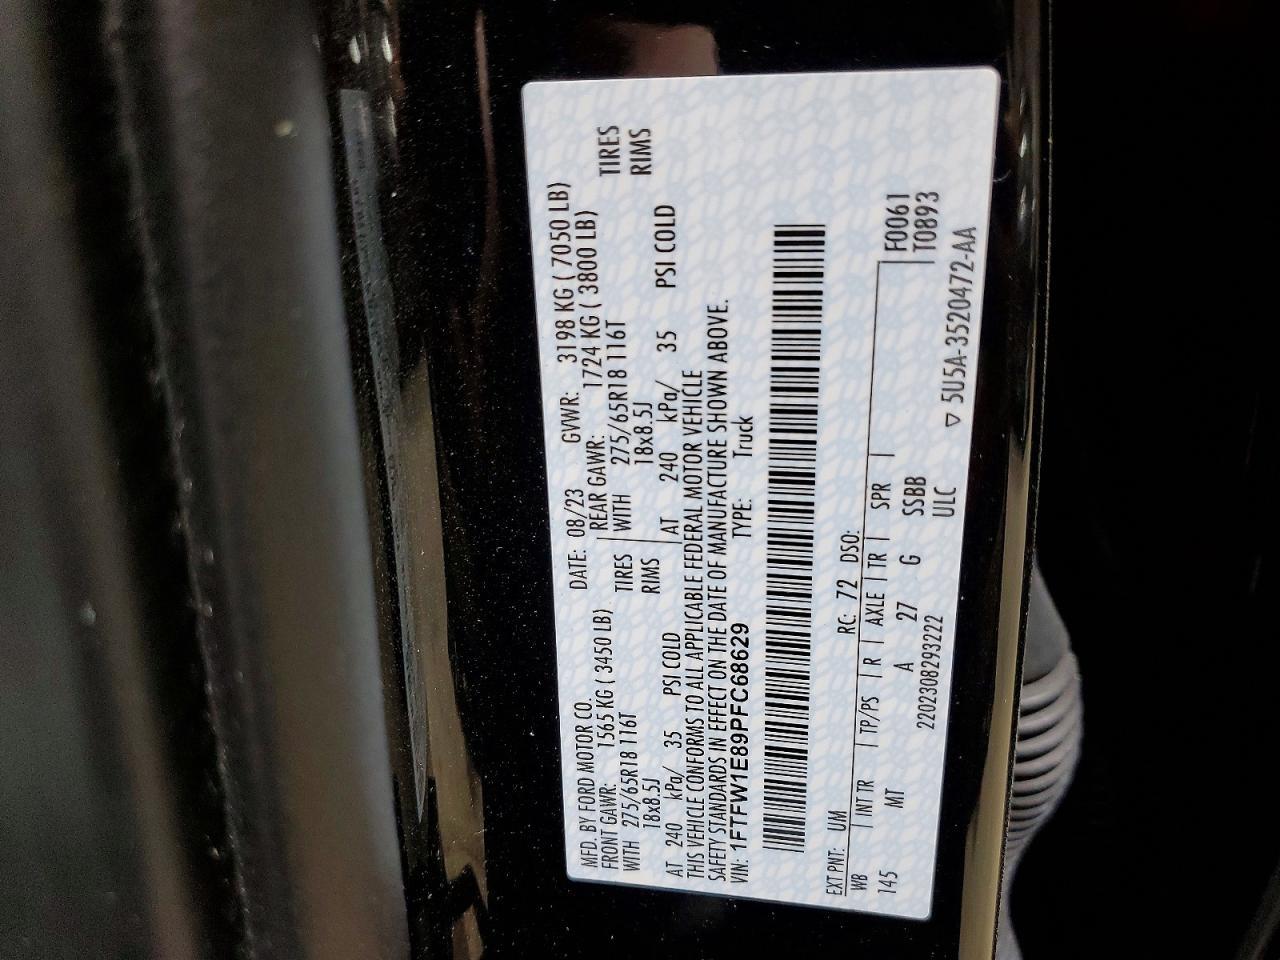 MFD. BY FORD MOTOR CO.
DATE: 08/23 GVWR: 3198 KG ( 7050 LB)
FRONT GAWR: 1565 KG ( 3450 LB) REAR GAWR: 1724 KG ( 3800 LB)
WITH 275/65R18 116T TIRES WITH 275/65R18 116T TIRES
18x8.5J RIMS 18x8.5J RIMS
AT 240 kPa/ 35 PSI COLD AT 240 kPa/ 35 PSI COLD
THIS VEHICLE CONFORMS TO ALL APPLICABLE FEDERAL MOTOR VEHICLE
SAFETY STANDARDS IN EFFECT ON THE DATE OF MANUFACTURE SHOWN ABOVE.
VIN: 1FTFW1E89PFC68629 TYPE: Truck
EXT PNT: UM RC: 72 DSO:
WB INT TR TP/PS R AXLE TR SPR F0061
145 MT A 27 G SSBB T0893
2202308293222 ULC
▽ 5U5A-3520472-AA